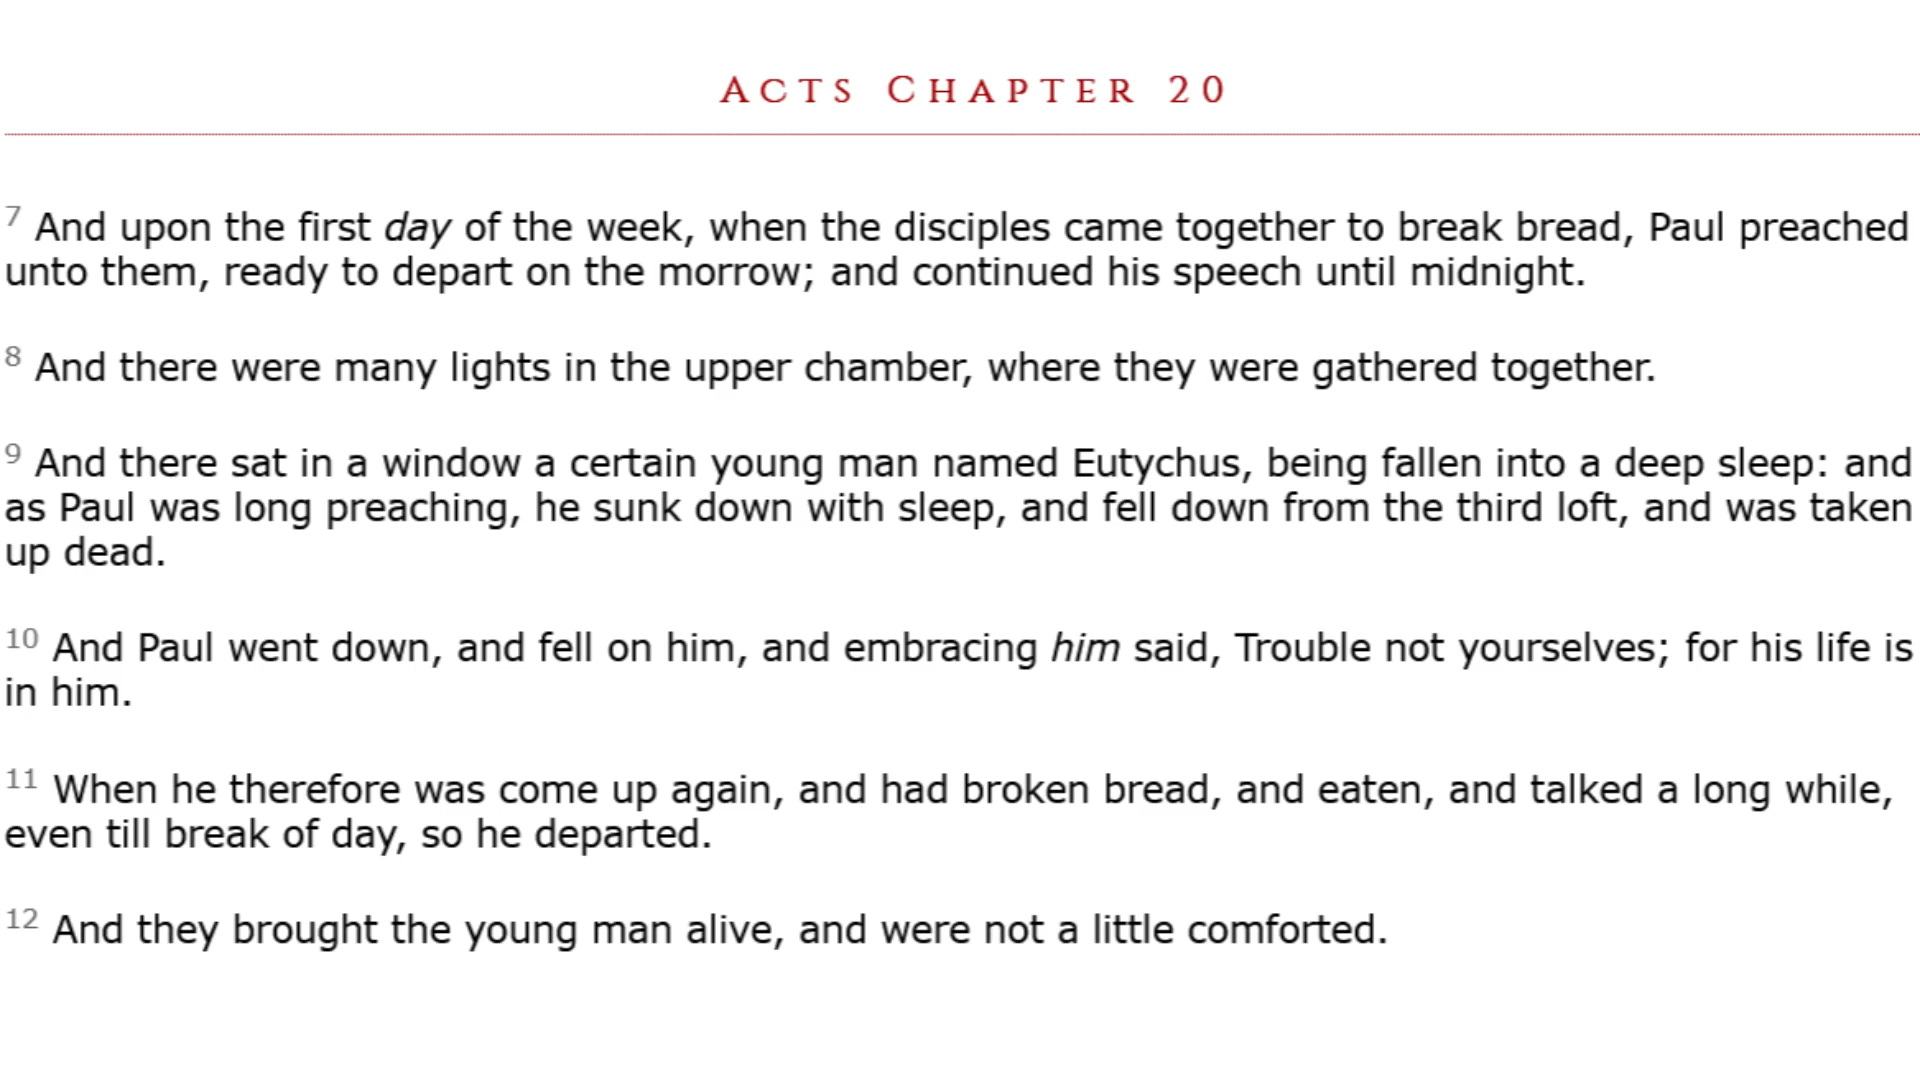 Acts Chapter 20
7 And upon the first day of the week, when the disciples came together to break bread, Paul preached
unto them, ready to depart on the morrow; and continued his speech until midnight.
8 And there were many lights in the upper chamber, where they were gathered together.
9 And there sat in a window a certain young man named Eutychus, being fallen into a deep sleep: and
as Paul was long preaching, he sunk down with sleep, and fell down from the third loft, and was taken
up dead.
10 And Paul went down, and fell on him, and embracing him said, Trouble not yourselves; for his life is
in him.
11 When he therefore was come up again, and had broken bread, and eaten, and talked a long while,
even till break of day, so he departed.
12 And they brought the young man alive, and were not a little comforted.